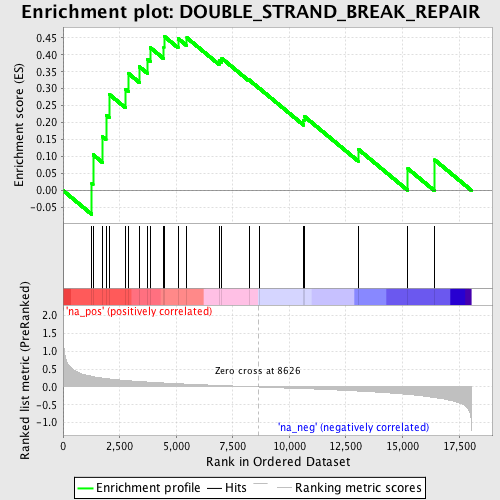 Enrichment plot: DOUBLE_STRAND_BREAK_REPAIR
Enrichment score (ES)
0.45
0.40
0.35
0.30
0.25
0.20
0.15
0.10
0.05
0.00
-0.05
'na_pos' (positively correlated)
Ranked list metric (PreRanked)
2.0
1.5
1.0
0.5
0.0
-0.5
-1.0
Zero cross at 8626
'na_neg' (negatively correlated)
0 2,500 5,000 7,500 10,000 12,500 15,000 17,500
Rank in Ordered Dataset
Enrichment profile Hits Ranking metric scores